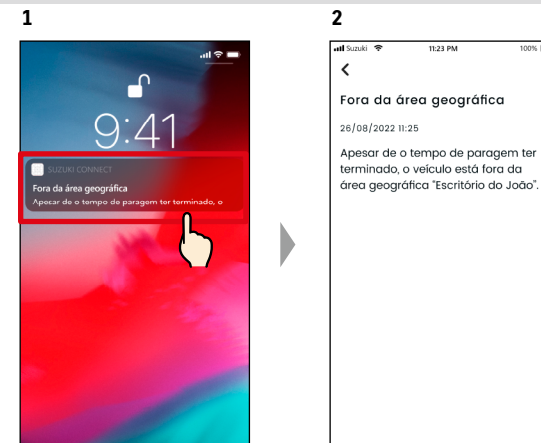 1
9:41
SUZUKI CONNECT
Fora da área geográfica
Apesar de o tempo de paragem ter terminado, o
2
Suzuki
11:23 PM
100%
Fora da área geográfica
26/08/2022 11:25
Apesar de o tempo de paragem ter
terminado, o veículo está fora da
área geográfica "Escritório do João".